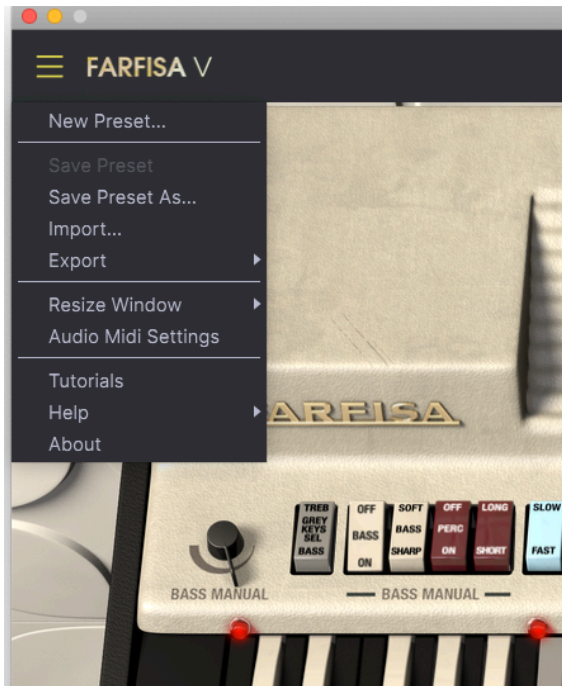 FARFISA V
New Preset...
Save Preset
Save Preset As...
Import...
Export
Resize Window
Audio Midi Settings
Tutorials
Help
About
ARFISA
TREB
GREY
KEYS
SEL
BASS
OFF
BASS
ON
SOFT
BASS
SHARP
OFF
PERC
ON
LONG
SHORT
SLOW
FAST
BASS MANUAL
BASS MANUAL